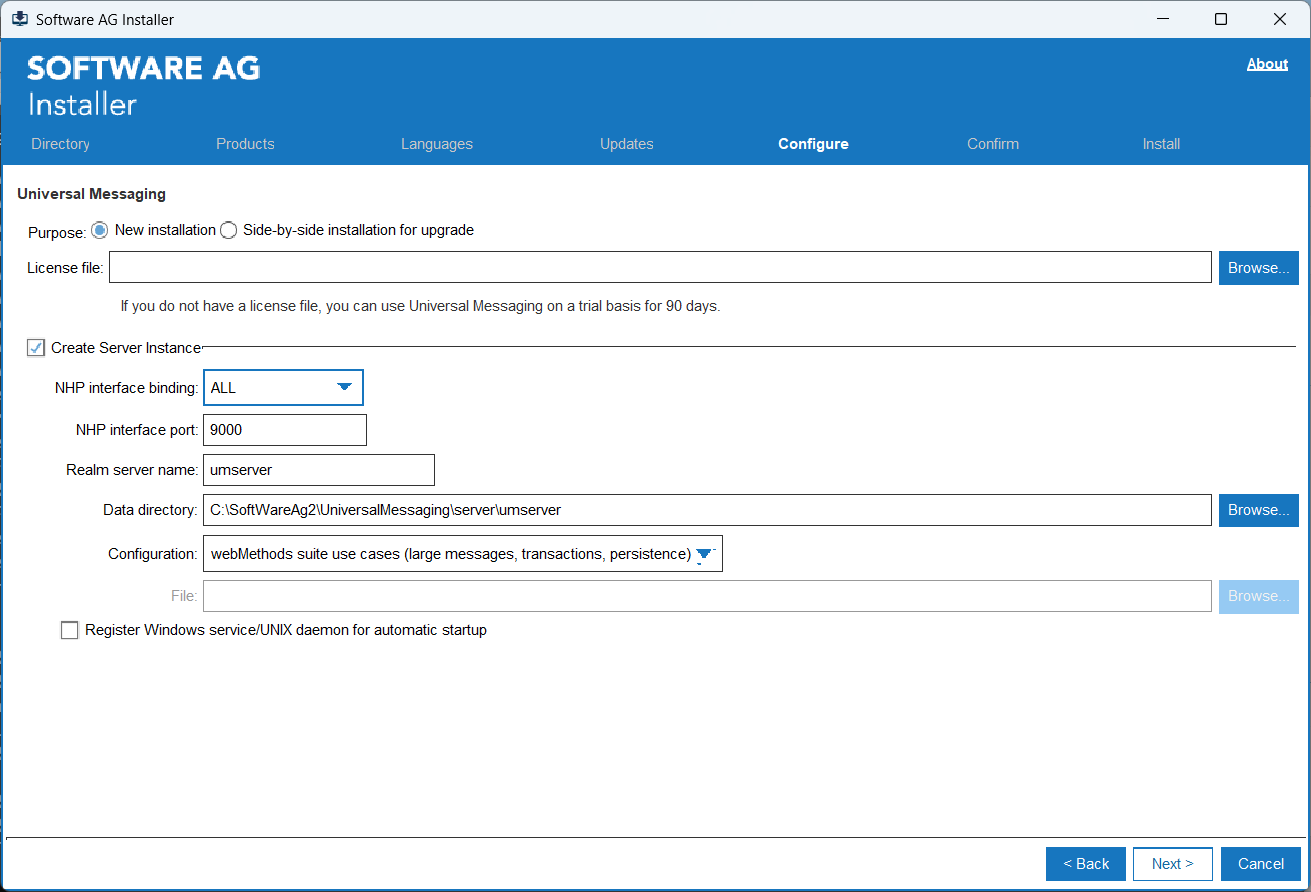 Software AG Installer
SOFTWARE AG
Installer
About
Directory Products Languages Updates Configure Confirm Install
Universal Messaging
Purpose: New installation Side-by-side installation for upgrade
License file: Browse...
If you do not have a license file, you can use Universal Messaging on a trial basis for 90 days.
Create Server Instance
NHP interface binding: ALL
NHP interface port: 9000
Realm server name: umserver
Data directory: C:\SoftWareAg2\UniversalMessaging\server\umserver Browse...
Configuration: webMethods suite use cases (large messages, transactions, persistence)
File: Browse...
Register Windows service/UNIX daemon for automatic startup
< Back Next > Cancel